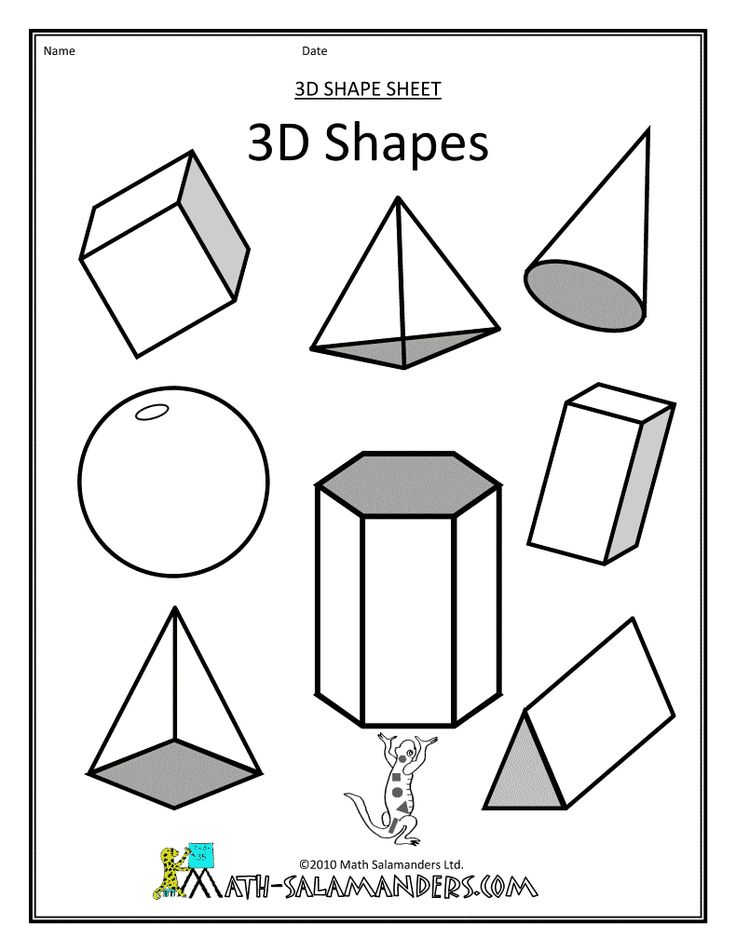 Name Date
3D SHAPE SHEET
3D Shapes
©2010 Math Salamanders Ltd.
MATH-SALAMANDERS.COM